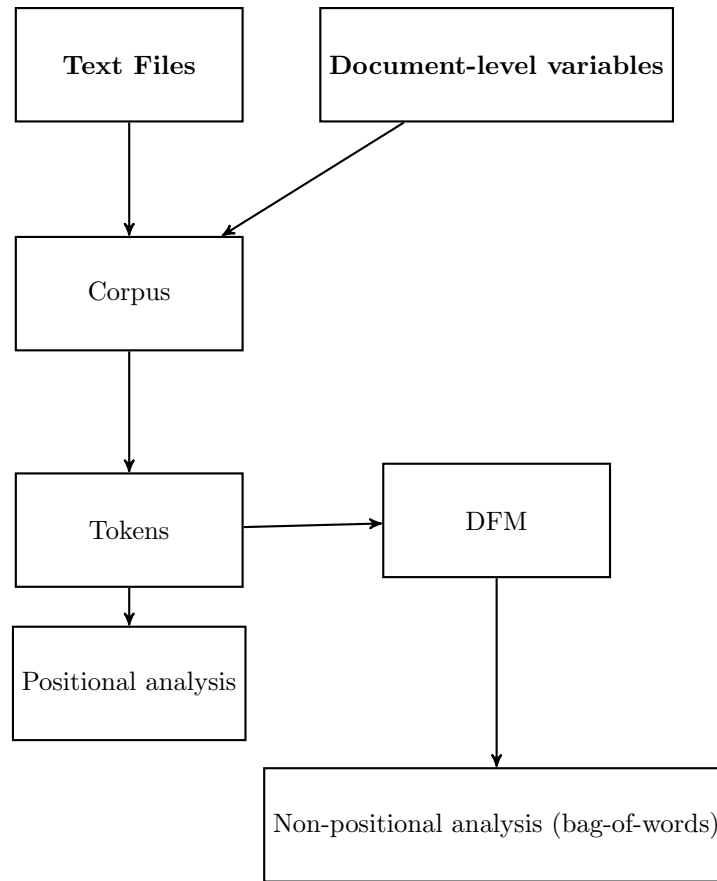 Text Files
Document-level variables
Corpus
Tokens
DFM
Positional analysis
Non-positional analysis (bag-of-words)